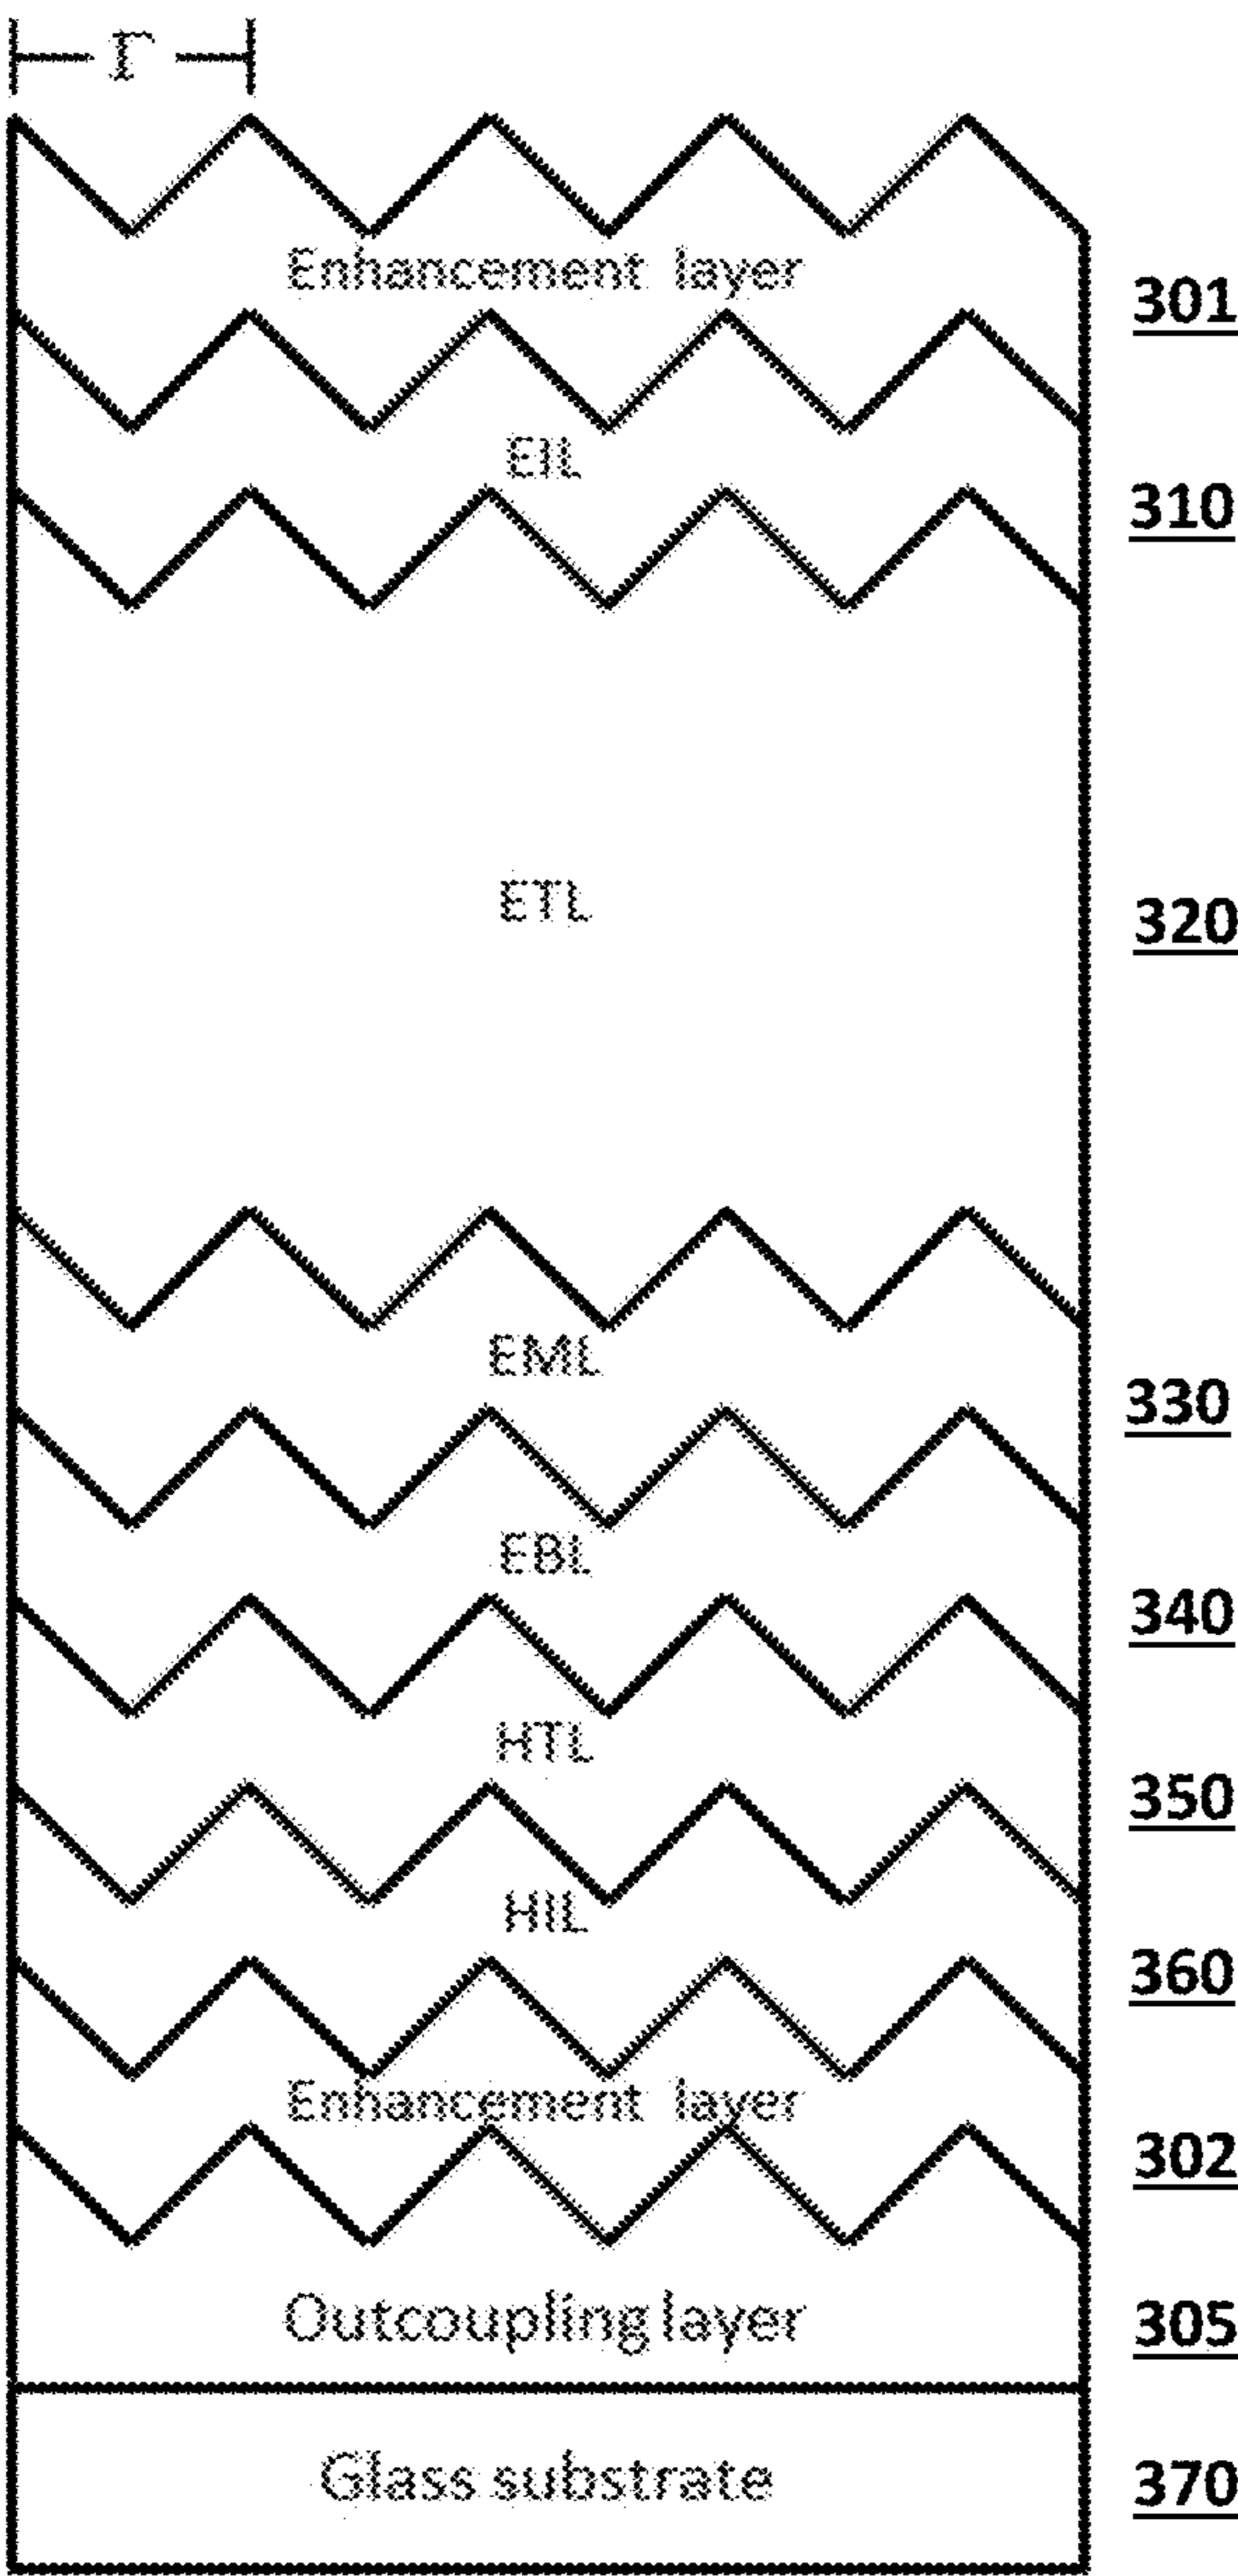 Γ
Enhancement layer
301
EIL
310
ETL
320
EML
330
EBL
340
HTL
350
HIL
360
Enhancement layer
302
Outcoupling layer
305
Glass substrate
370